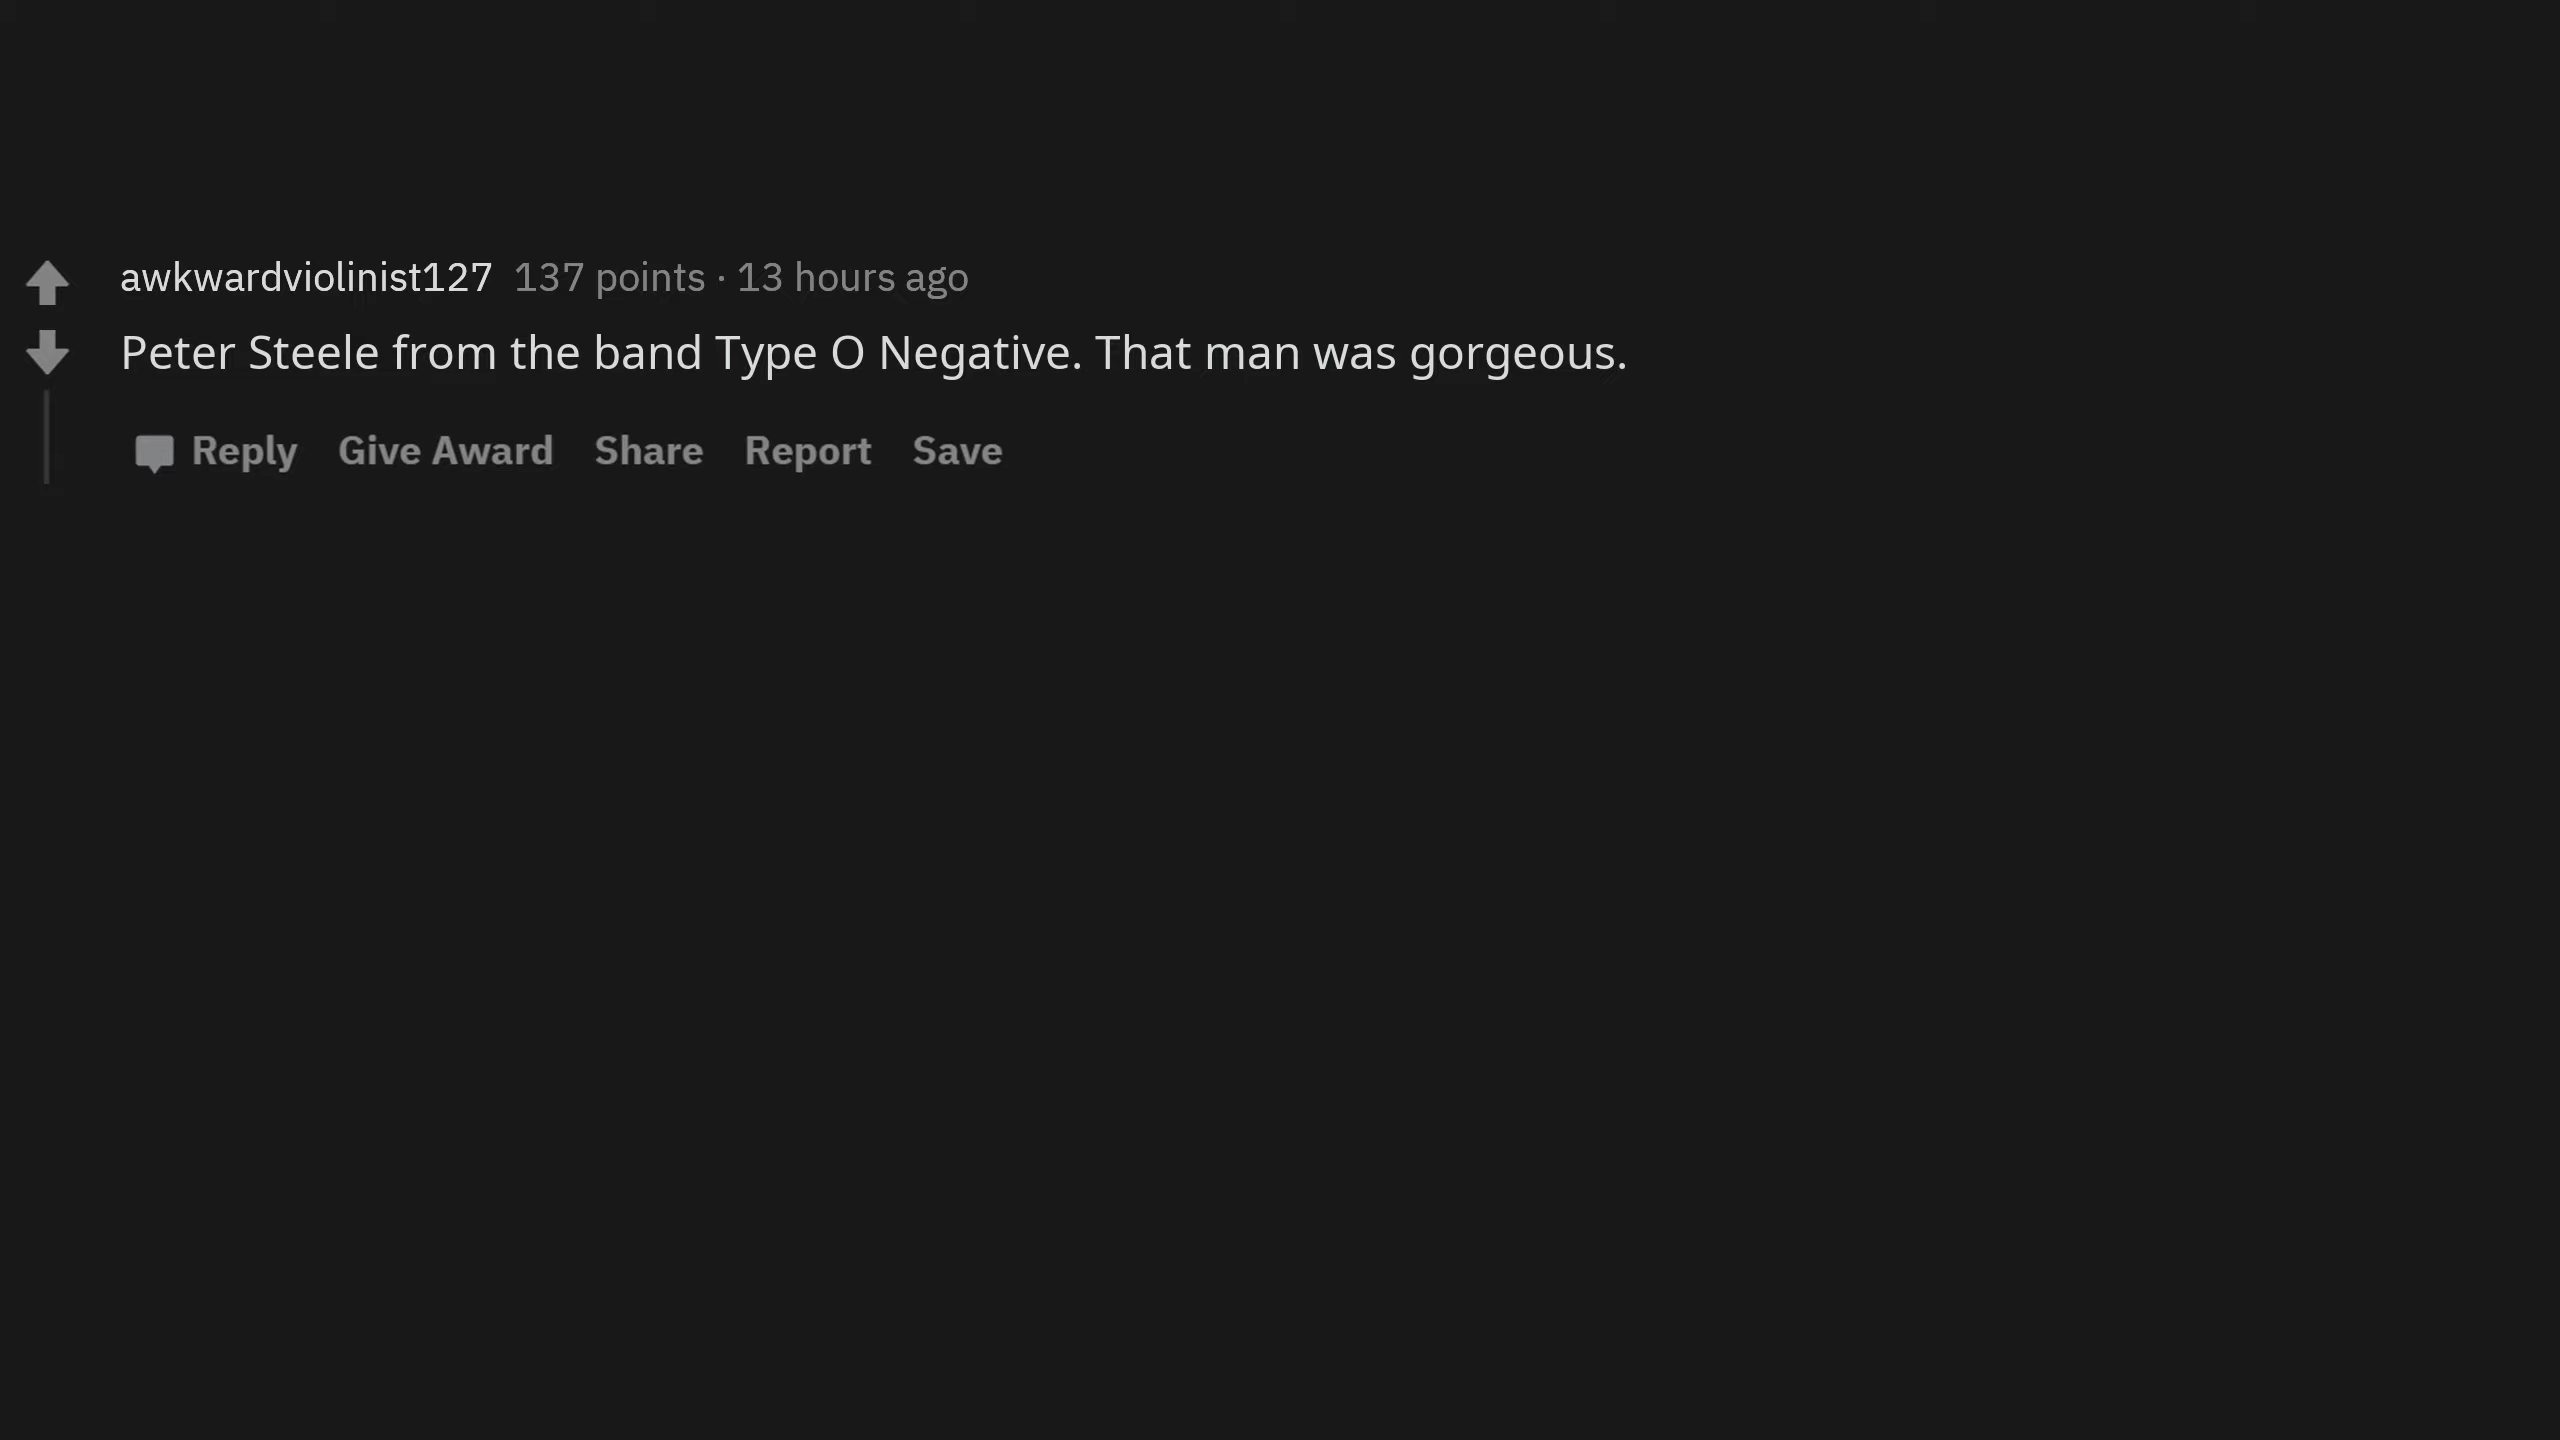 awkwardviolinist127 137 points · 13 hours ago
Peter Steele from the band Type O Negative. That man was gorgeous.
Reply Give Award Share Report Save